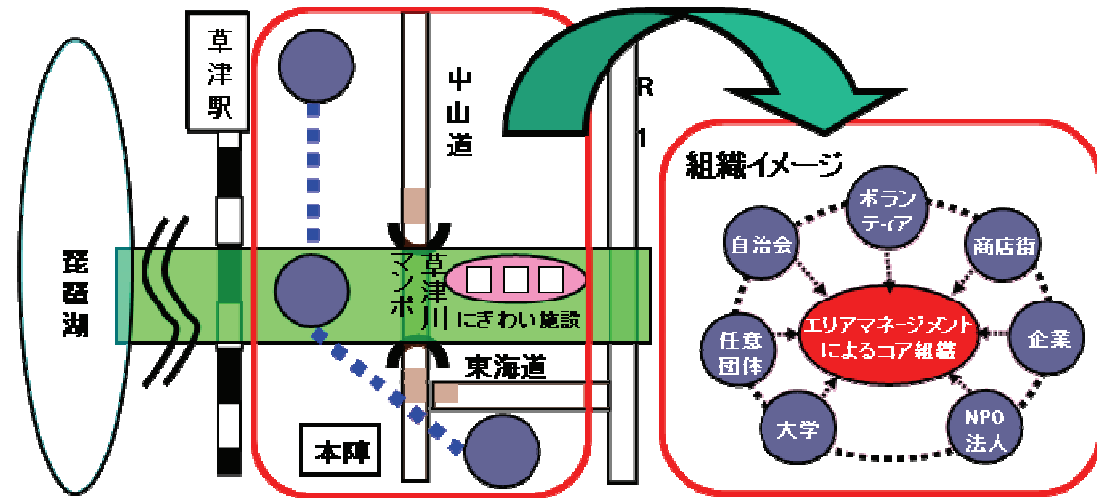 草津駅
中山道
R1
琵琶湖
草津川
マンポ
にぎわい施設
東海道
本陣
組織イメージ
ボラン
ティア
自治会
商店街
エリアマネージメント
によるコア組織
任意
団体
企業
大学
NPO
法人